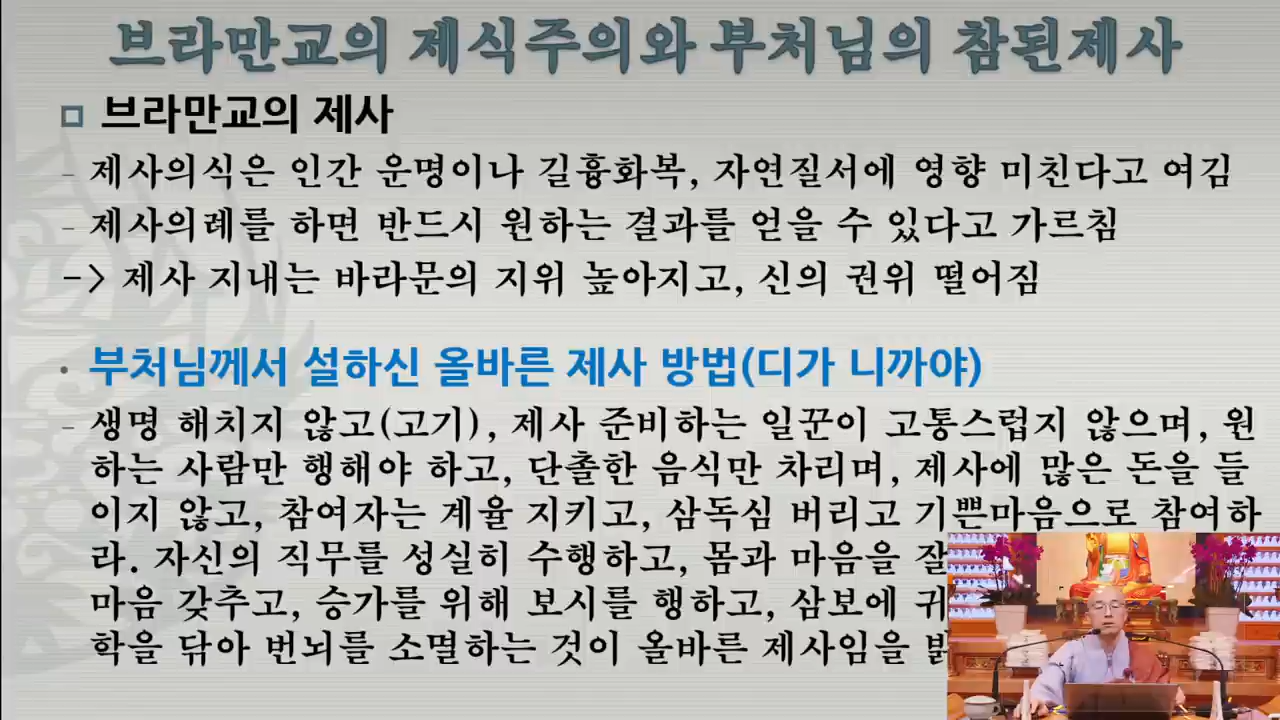 브라만교의 제식주의와 부처님의 참된제사
브라만교의 제사
- 제사의식은 인간 운명이나 길흉화복, 자연질서에 영향 미친다고 여김
- 제사의례를 하면 반드시 원하는 결과를 얻을 수 있다고 가르침
-> 제사 지내는 바라문의 지위 높아지고, 신의 권위 떨어짐
• 부처님께서 설하신 올바른 제사 방법(디가 니까야)
- 생명 해치지 않고(고기), 제사 준비하는 일꾼이 고통스럽지 않으며, 원
하는 사람만 행해야 하고, 단촐한 음식만 차리며, 제사에 많은 돈을 들
이지 않고, 참여자는 계율 지키고, 삼독심 버리고 기쁜마음으로 참여하
라. 자신의 직무를 성실히 수행하고, 몸과 마음을 잘
마음 갖추고, 승가를 위해 보시를 행하고, 삼보에 귀
학을 닦아 번뇌를 소멸하는 것이 올바른 제사임을